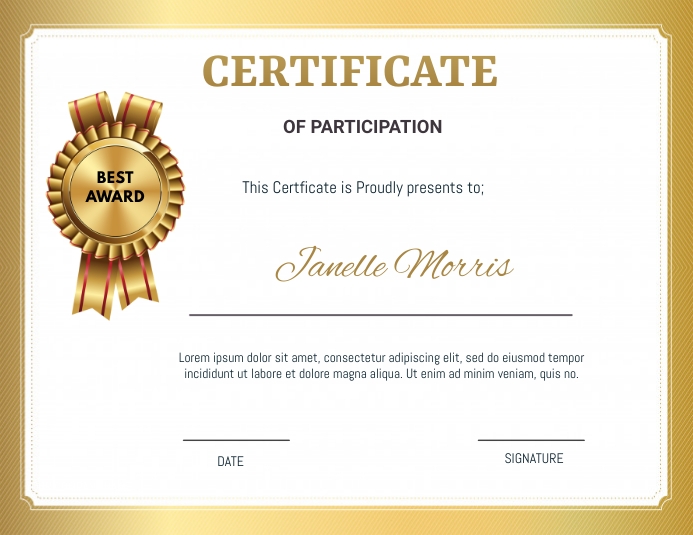 CERTIFICATE
OF PARTICIPATION
BEST
AWARD
This Certficate is Proudly presents to;
Janelle Morris
Lorem ipsum dolor sit amet, consectetur adipiscing elit, sed do eiusmod tempor
incididunt ut labore et dolore magna aliqua. Ut enim ad minim veniam, quis no.
DATE
SIGNATURE